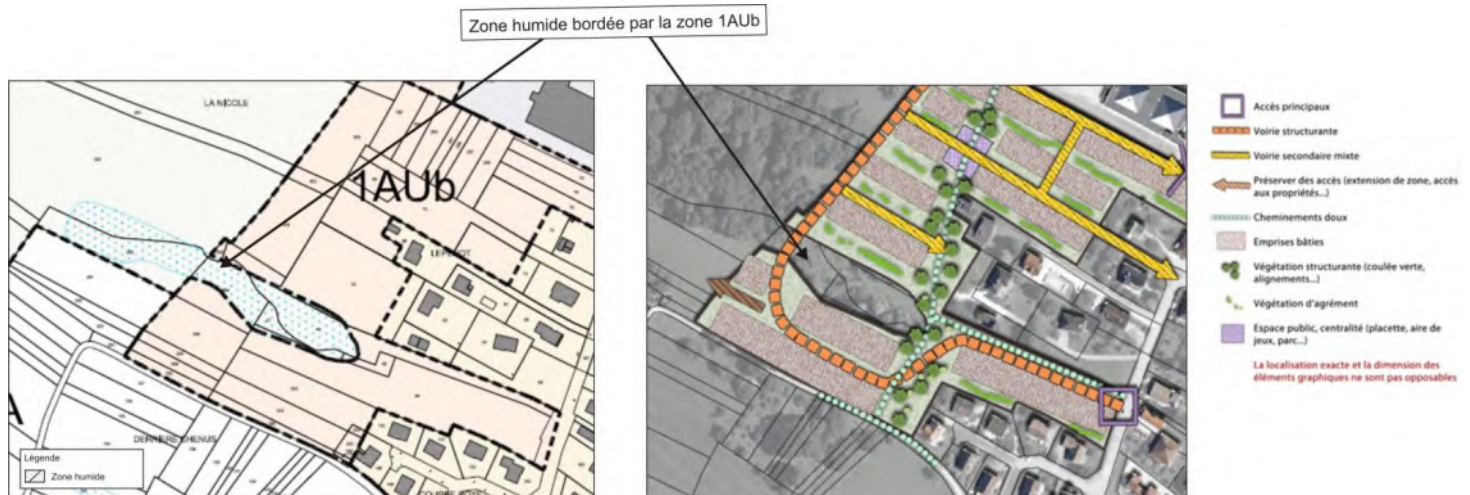 Zone humide bordée par la zone 1AUb
LA NICOLE
1AUb
LEPENOT
A
DERRIERE CHENUS
Légende
Zone humide
Accès principaux
Voirie structurante
Voirie secondaire mixte
Préserver des accès (extension de zone, accès
aux propriétés...)
Cheminements doux
Emprises bâties
Végétation structurante (coulée verte,
alignements...)
Végétation d'agrément
Espace public, centralité (placette, aire de
jeux, parc...)
La localisation exacte et la dimension des
éléments graphiques ne sont pas opposables